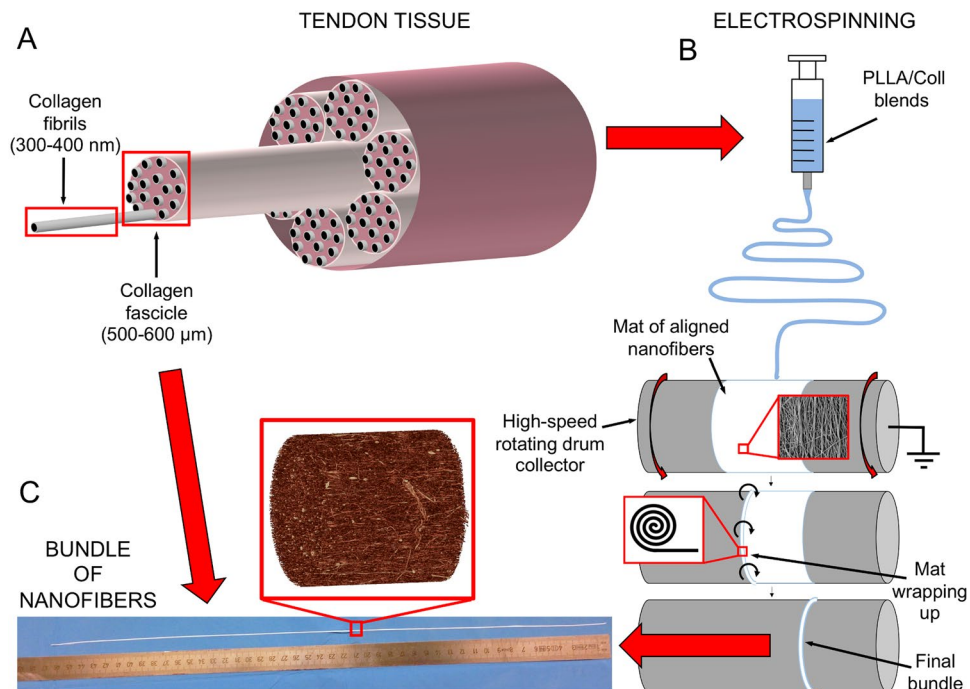 TENDON TISSUE
ELECTROSPINNING
A
B
Collagen
fibrils
(300-400 nm)
PLLA/Coll
blends
Collagen
fascicle
(500-600 µm)
Mat of aligned
nanofibers
High-speed
rotating drum
collector
C
BUNDLE
OF
NANOFIBERS
Mat
wrapping
up
Final
bundle